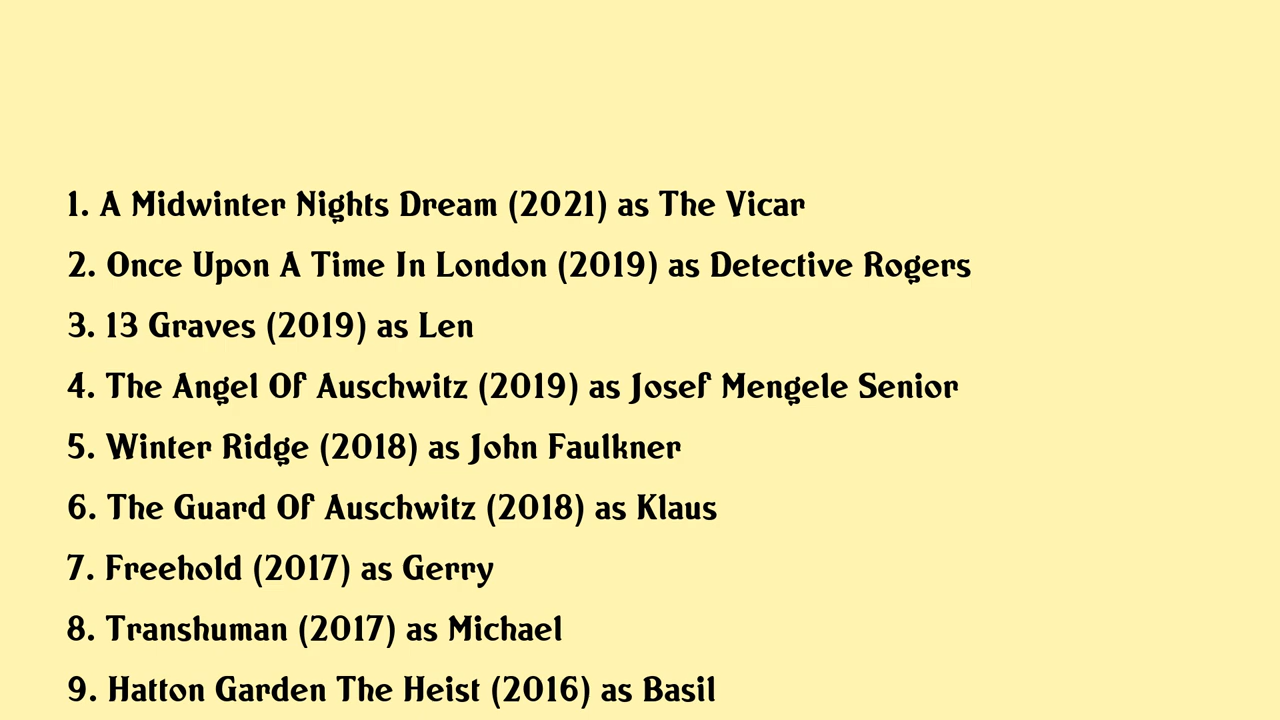 1. A Midwinter Nights Dream (2021) as The Vicar
2. Once Upon A Time In London (2019) as Detective Rogers
3. 13 Graves (2019) as Len
4. The Angel Of Auschwitz (2019) as Josef Mengele Senior
5. Winter Ridge (2018) as John Faulkner
6. The Guard Of Auschwitz (2018) as Klaus
7. Freehold (2017) as Gerry
8. Transhuman (2017) as Michael
9. Hatton Garden The Heist (2016) as Basil